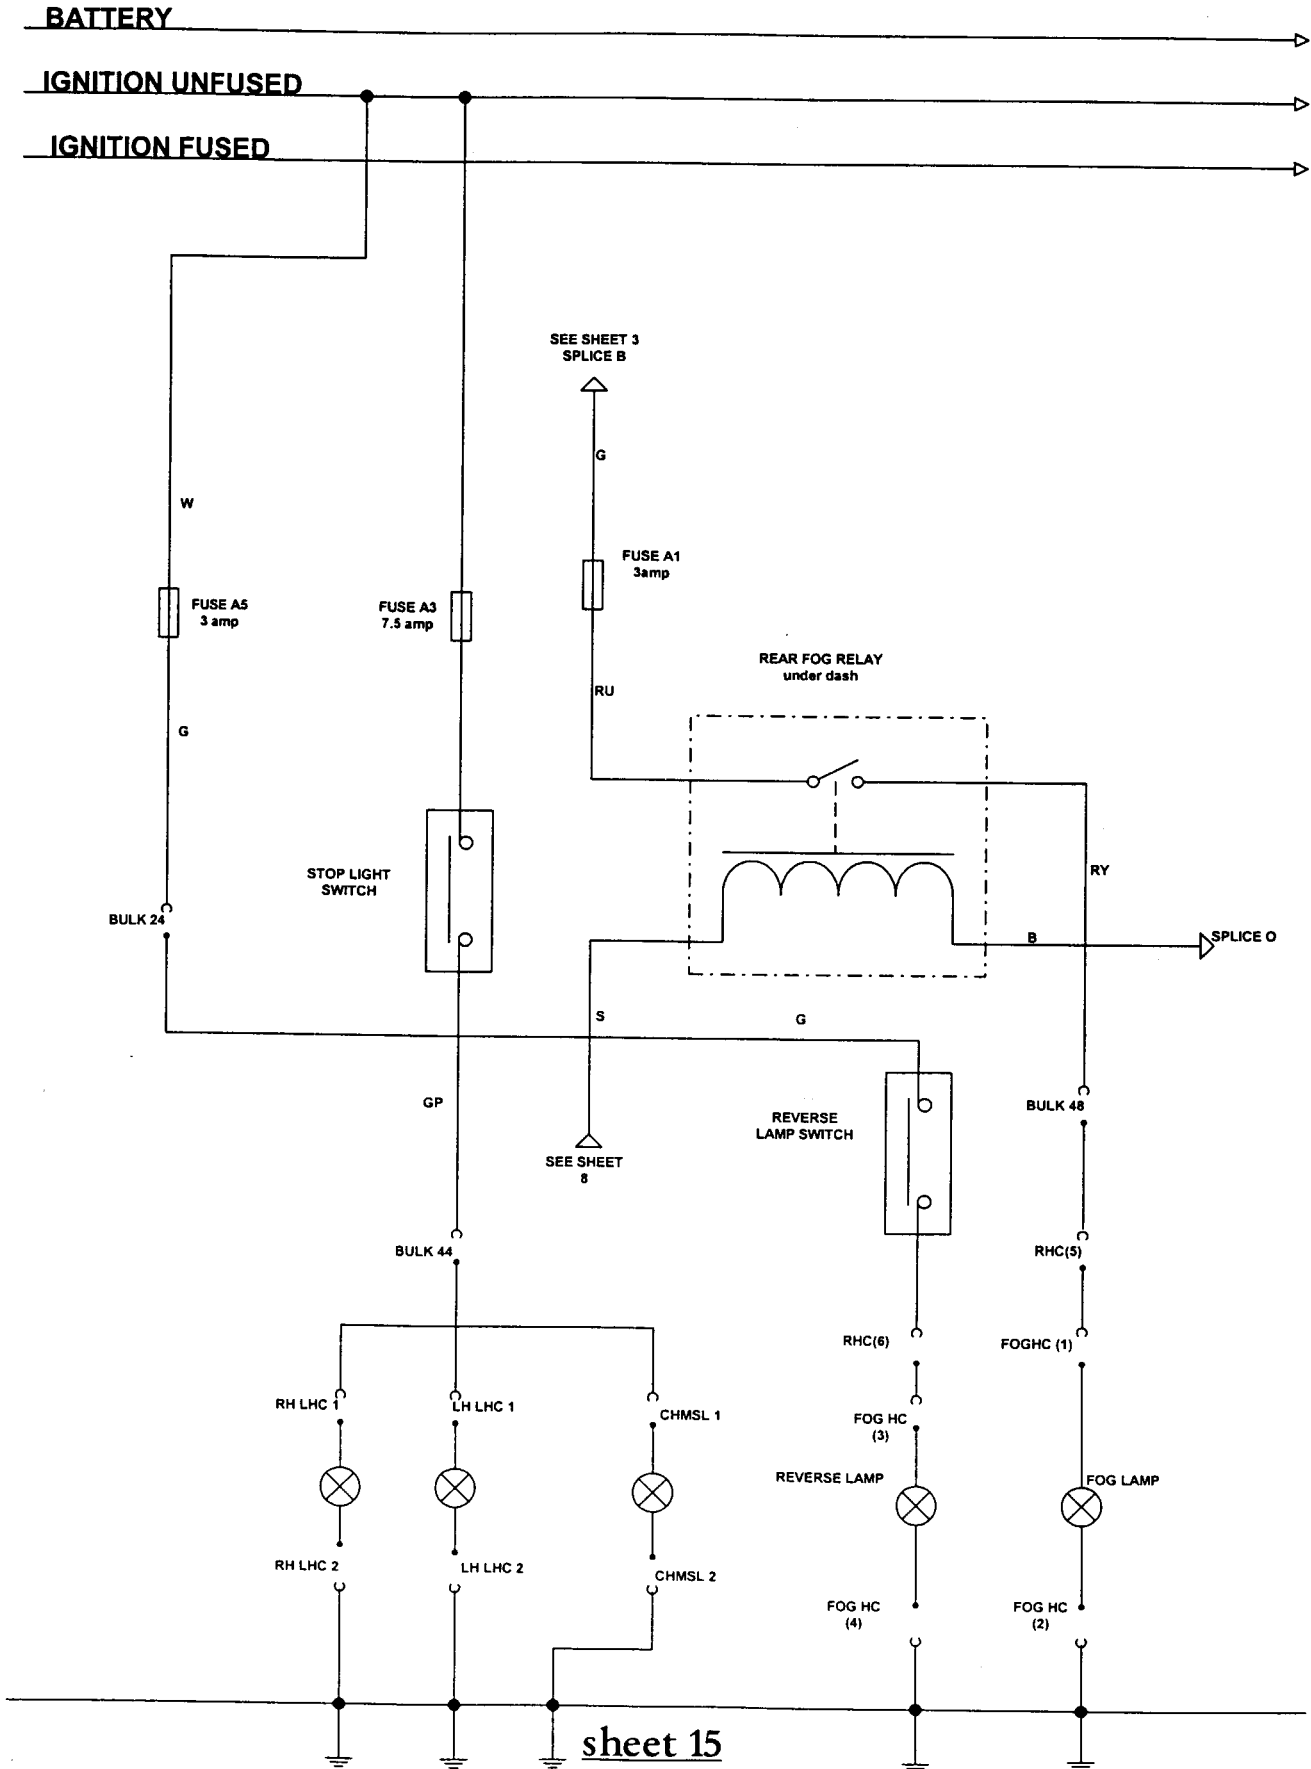 BATTERY
IGNITION UNFUSED
IGNITION FUSED
SEE SHEET 3
SPLICE B
G
W
FUSE A1
3amp
FUSE A5
3 amp
FUSE A3
7.5 amp
REAR FOG RELAY
under dash
RU
G
STOP LIGHT
SWITCH
RY
BULK 24
B
SPLICE O
S
G
GP
REVERSE
LAMP SWITCH
BULK 48
SEE SHEET
8
BULK 44
RHC(5)
RHC(6)
FOGHC (1)
RH LHC 1
LH LHC 1
CHMSL 1
FOG HC
(3)
REVERSE LAMP
FOG LAMP
RH LHC 2
LH LHC 2
CHMSL 2
FOG HC
(4)
FOG HC
(2)
sheet 15